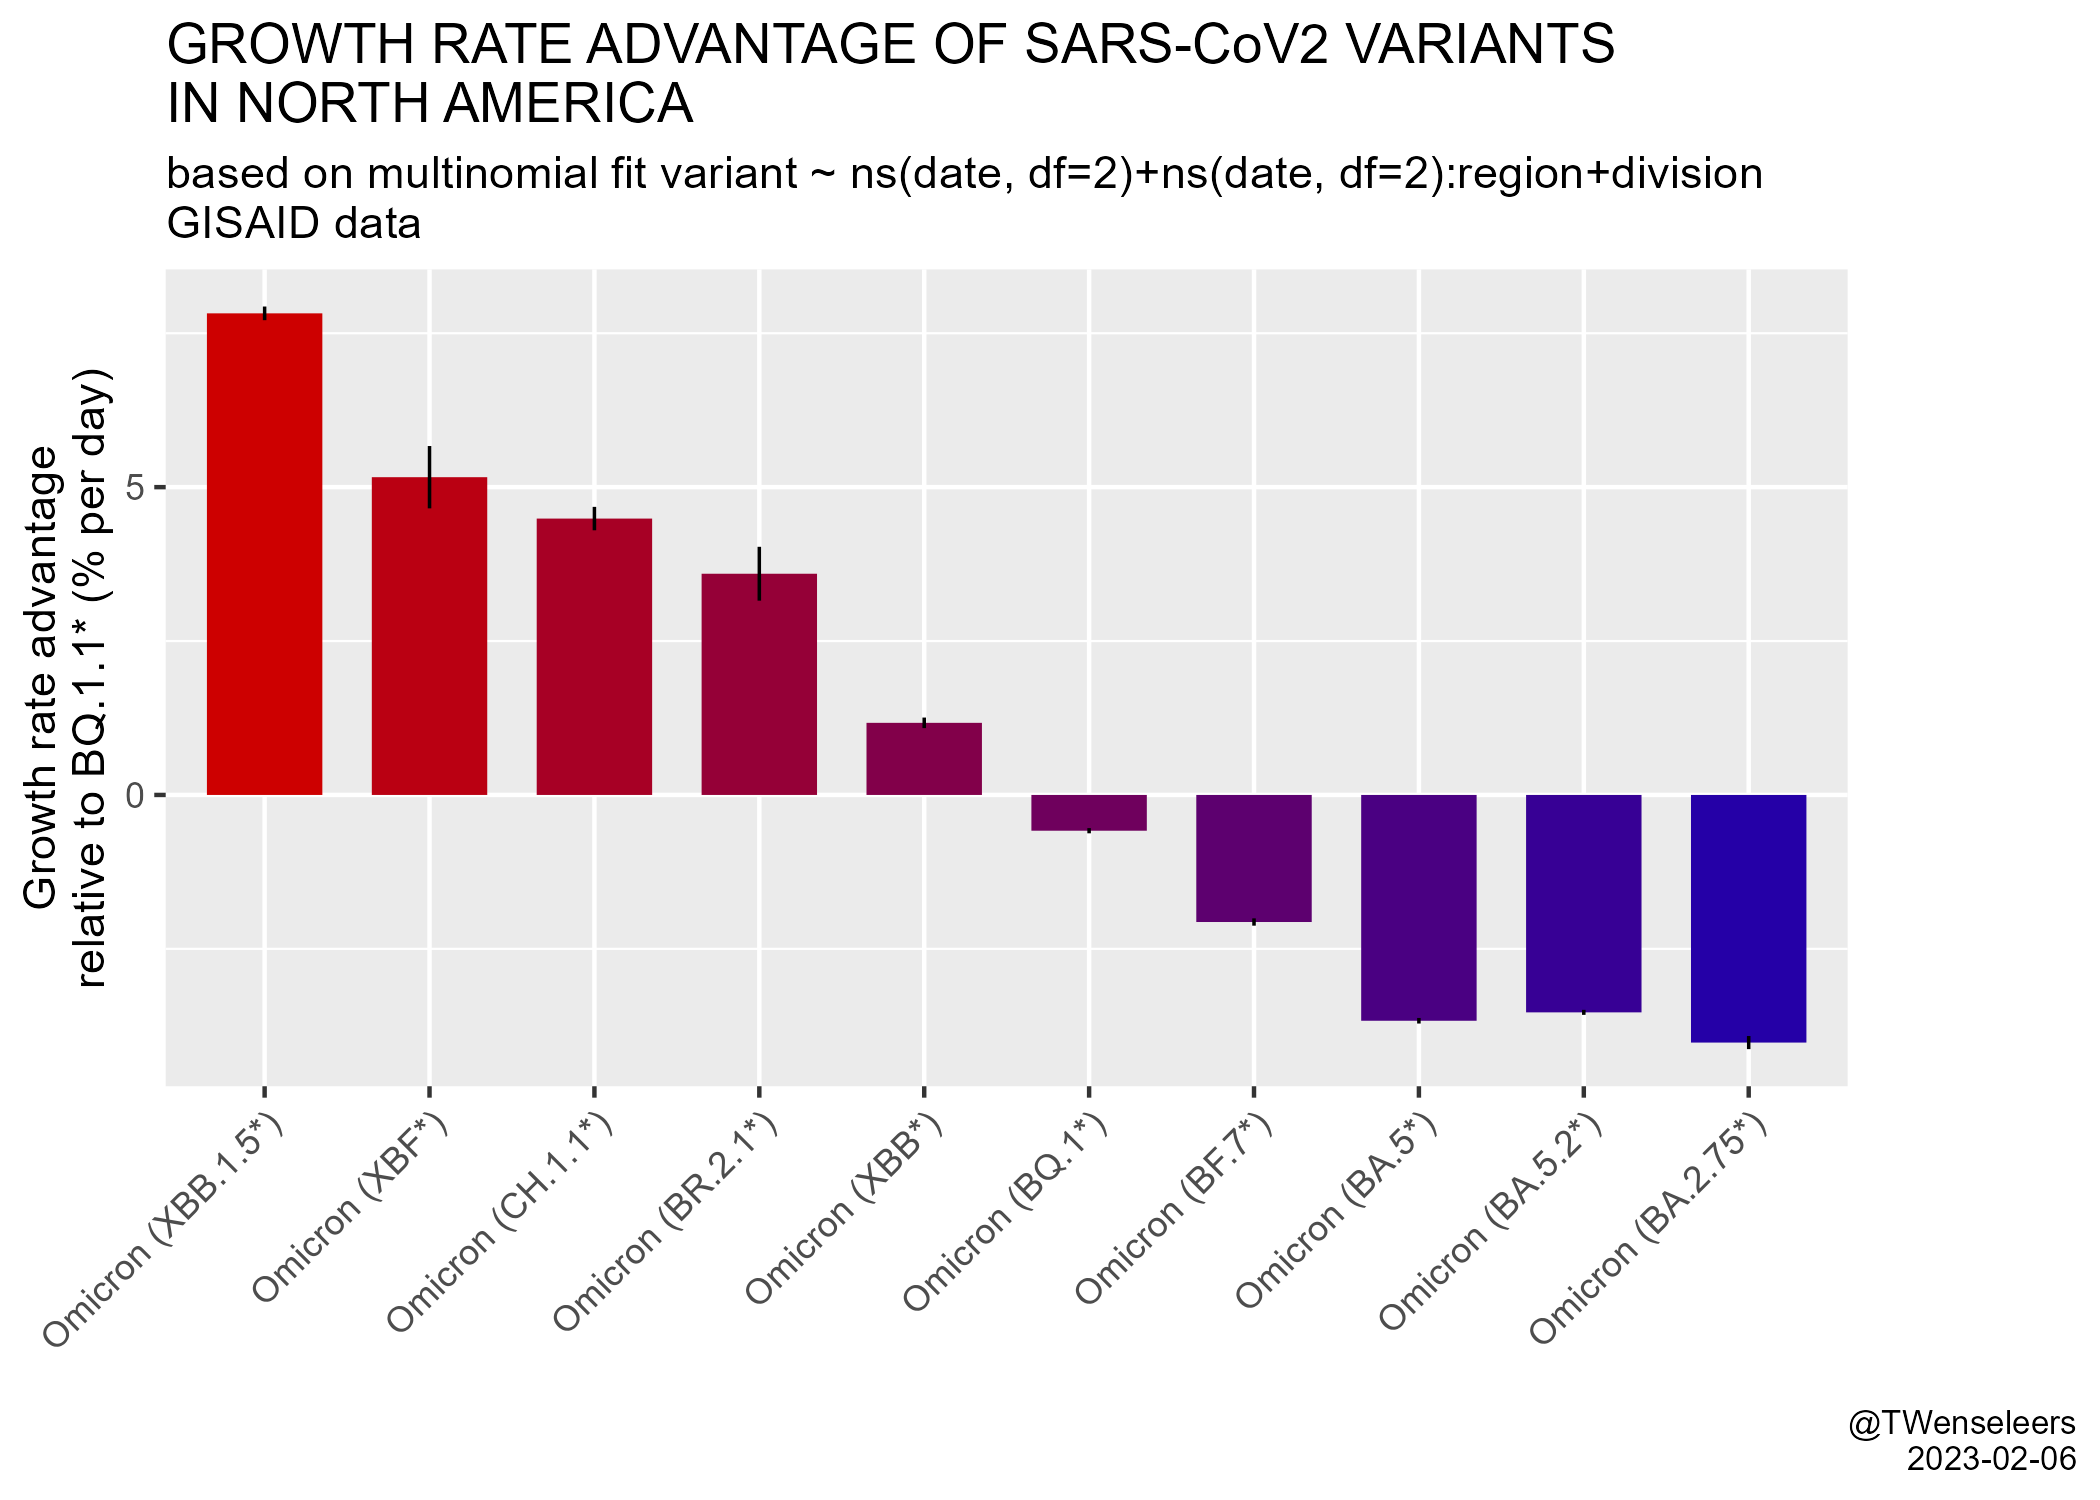 GROWTH RATE ADVANTAGE OF SARS-CoV2 VARIANTS
IN NORTH AMERICA
based on multinomial fit variant ~ ns(date, df=2)+ns(date, df=2):region+division
GISAID data
Growth rate advantage
relative to BQ.1.1* (% per day)
5
0
Omicron (XBB.1.5*)
Omicron (XBF*)
Omicron (CH.1.1*)
Omicron (BR.2.1*)
Omicron (XBB*)
Omicron (BQ.1*)
Omicron (BF.7*)
Omicron (BA.5*)
Omicron (BA.5.2*)
Omicron (BA.2.75*)
@TWenseleers
2023-02-06